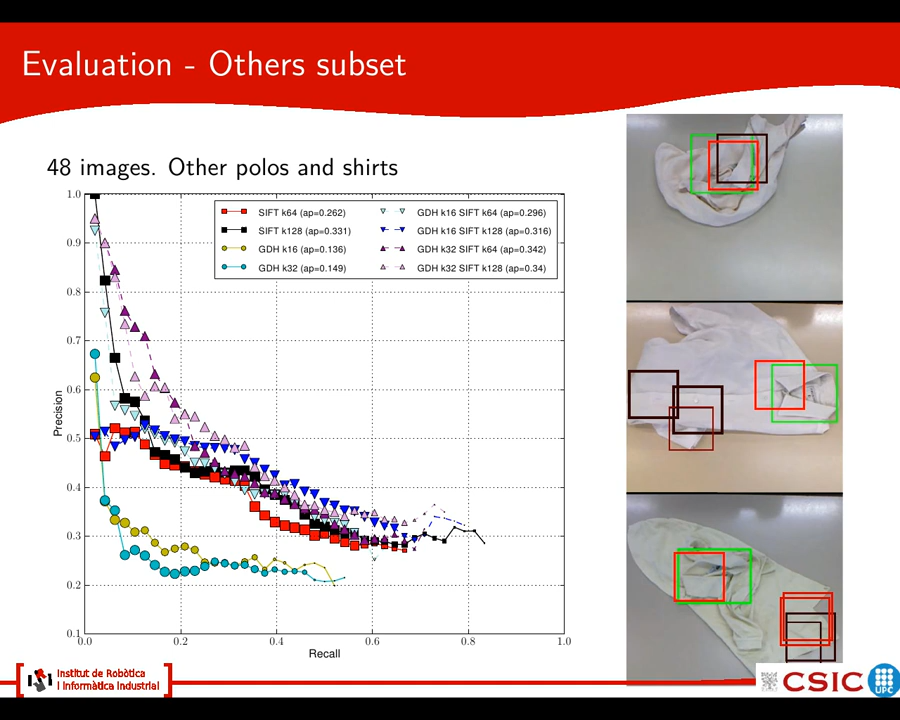 Evaluation - Others subset
48 images. Other polos and shirts
1.0
0.9
0.8
0.7
0.6
0.5
0.4
0.3
0.2
0.1
Precision
SIFT k64 (ap=0.262)
SIFT k128 (ap=0.331)
GDH k16 (ap=0.136)
GDH k32 (ap=0.149)
GDH k16 SIFT k64 (ap=0.296)
GDH k16 SIFT k128 (ap=0.316)
GDH k32 SIFT k64 (ap=0.342)
GDH k32 SIFT k128 (ap=0.34)
0.0 0.2 0.4 0.6 0.8 1.0
Recall
Institut de Robòtica
i Informàtica Industrial
CSIC
UPC